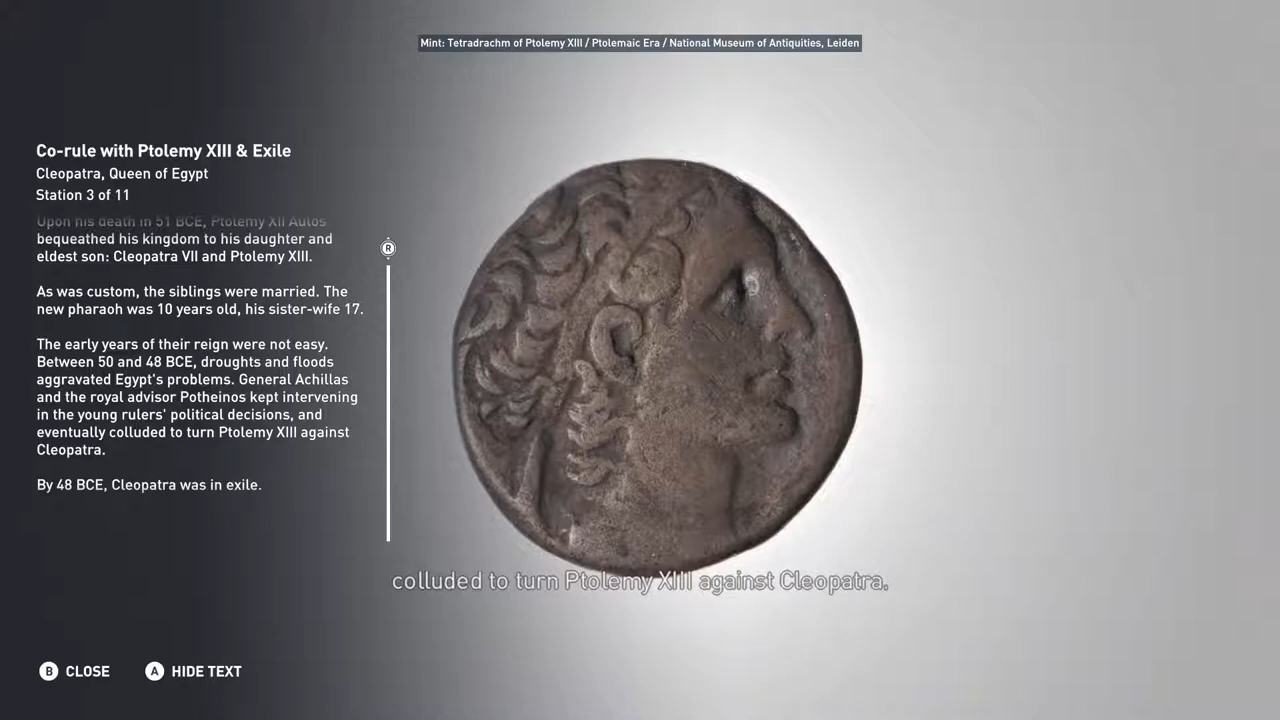 Mint: Tetradrachm of Ptolemy XIII / Ptolemaic Era / National Museum of Antiquities, Leiden
Co-rule with Ptolemy XIII & Exile
Cleopatra, Queen of Egypt
Station 3 of 11
Upon his death in 51 BCE, Ptolemy XII Aulos
bequeathed his kingdom to his daughter and
eldest son: Cleopatra VII and Ptolemy XIII.
As was custom, the siblings were married. The
new pharaoh was 10 years old, his sister-wife 17.
The early years of their reign were not easy.
Between 50 and 48 BCE, droughts and floods
aggravated Egypt's problems. General Achillas
and the royal advisor Potheinos kept intervening
in the young rulers' political decisions, and
eventually colluded to turn Ptolemy XIII against
Cleopatra.
By 48 BCE, Cleopatra was in exile.
R
colluded to turn Ptolemy XIII against Cleopatra.
B CLOSE A HIDE TEXT